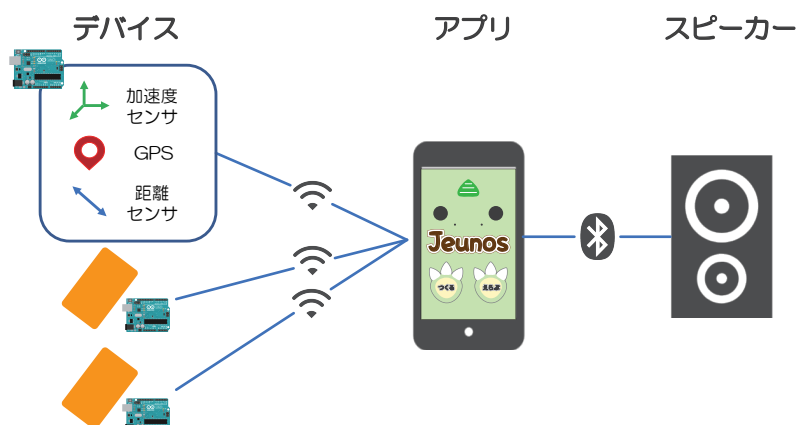 デバイス
アプリ
スピーカー
加速度
センサ
GPS
距離
センサ
Jeunos
つくる
えらぶ